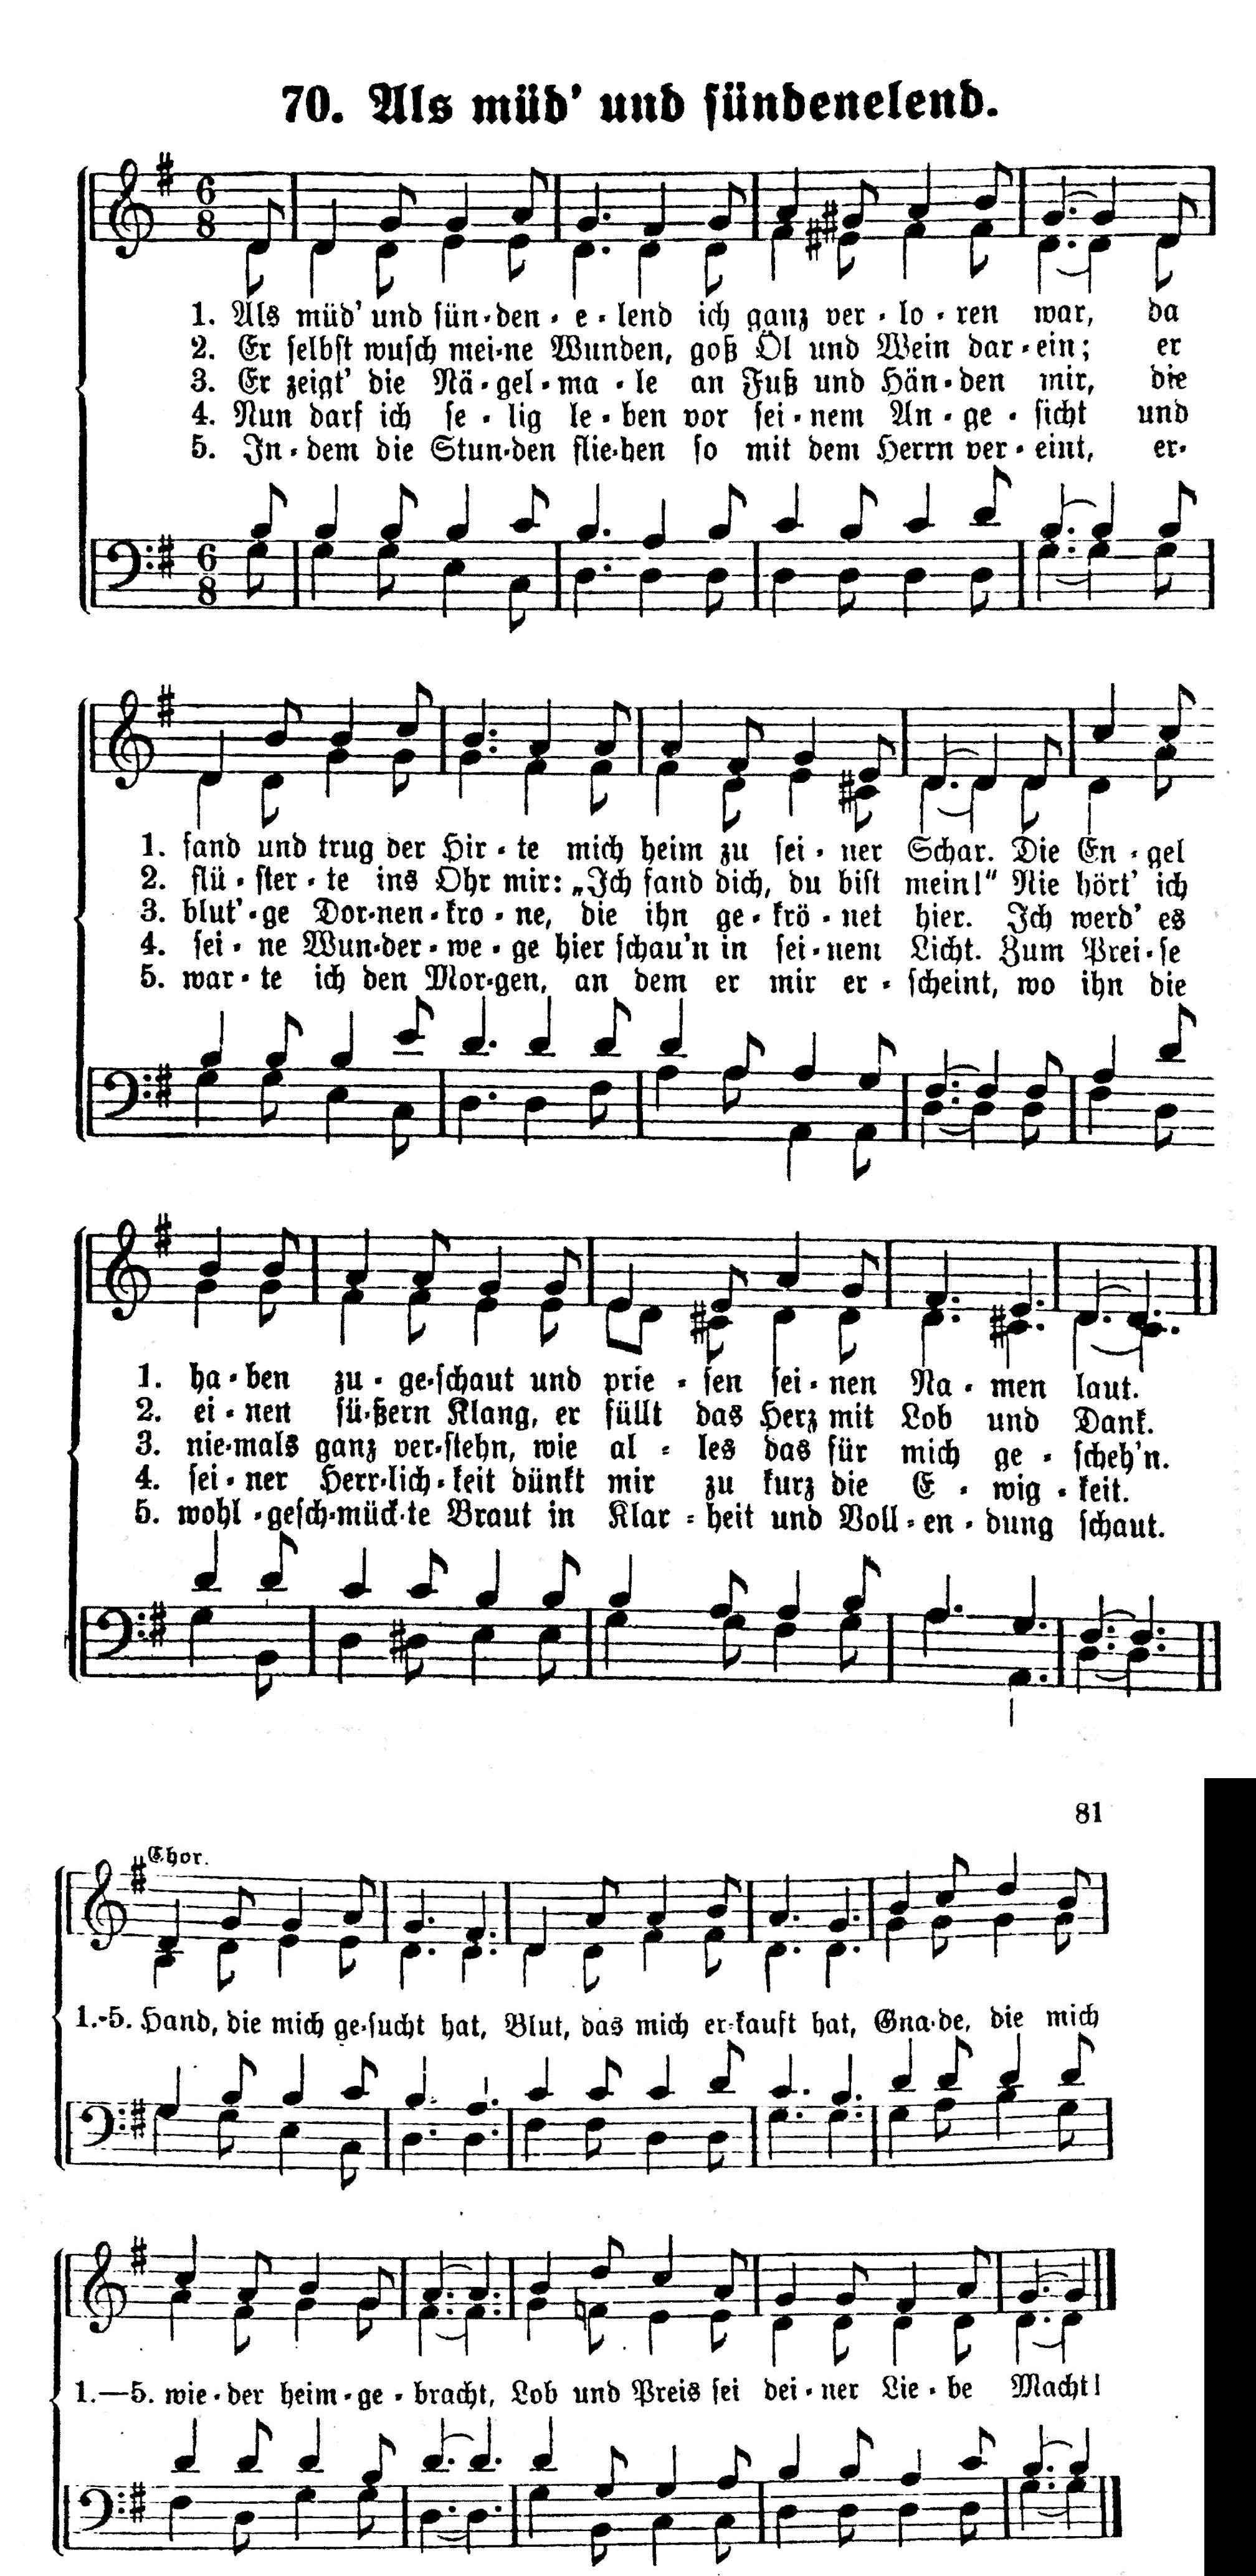 70. Als müd’ und sündenelend.
1. Als müd’ und sün-den-e-lend ich ganz ver-lo-ren war, da
2. Er selbst wusch mei-ne Wunden, goß Öl und Wein dar-ein; er
3. Er zeigt’ die Nä-gel-ma-le an Fuß und Hän-den mir, die
4. Nun darf ich se-lig le-ben vor sei-nem An-ge-sicht und
5. In-dem die Stun-den flie-hen so mit dem Herrn ver-eint, er-
1. fand und trug der Hir-te mich heim zu sei-ner Schar. Die En-gel
2. flü-ster-te ins Ohr mir: „Ich fand dich, du bist mein!“ Nie hört’ ich
3. blut’-ge Dor-nen-kro-ne, die ihn ge-krö-net hier. Ich werd’ es
4. sei-ne Wun-der-we-ge hier schau’n in sei-nem Licht. Zum Prei-se
5. war-te ich den Mor-gen, an dem er mir er-scheint, wo ihn die
1. ha-ben zu-ge-schaut und prie-sen sei-nen Na-men laut.
2. ei-nen sü-ßern Klang, er füllt das Herz mit Lob und Dank.
3. nie-mals ganz ver-stehn, wie al-les das für mich ge-scheh’n.
4. sei-ner Herr-lich-keit dünkt mir zu kurz die E-wig-keit.
5. wohl-gesch-mück-te Braut in Klar-heit und Voll-en-dung schaut.
81
Chor.
1.-5. Hand, die mich ge-sucht hat, Blut, das mich er-kauft hat, Gna-de, die mich
1.—5. wie-der heim-ge-bracht, Lob und Preis sei dei-ner Lie-be Macht!